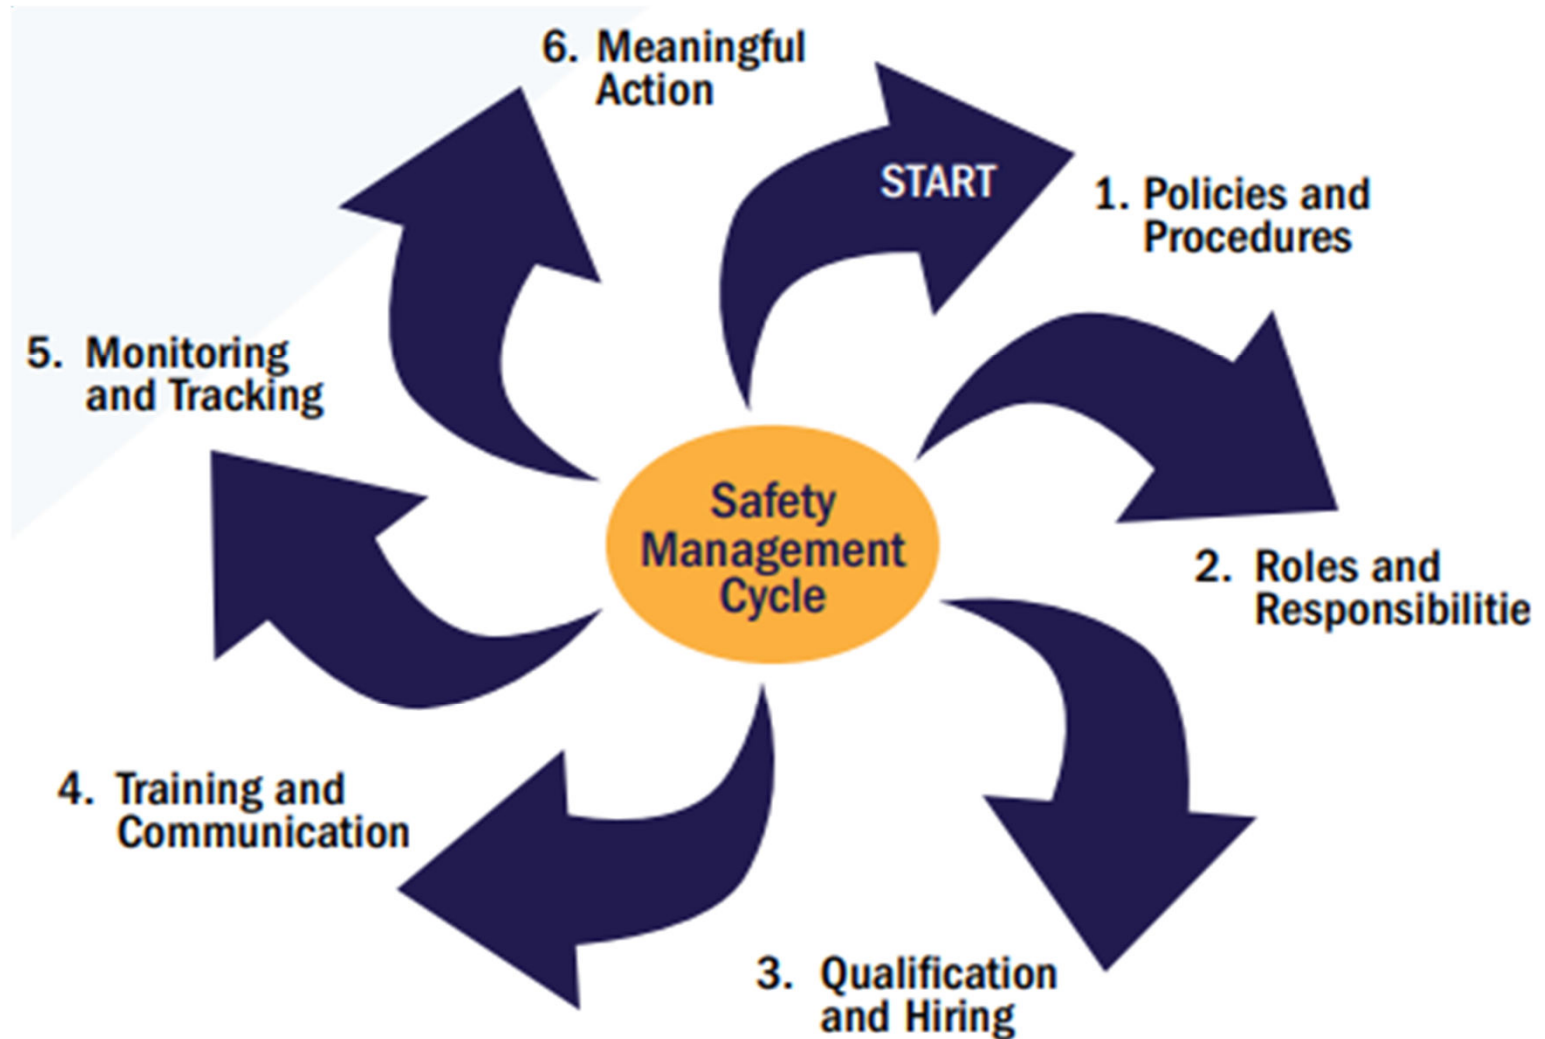 START
1. Policies and
Procedures
2. Roles and
Responsibilitie
3. Qualification
and Hiring
4. Training and
Communication
5. Monitoring
and Tracking
6. Meaningful
Action
Safety
Management
Cycle